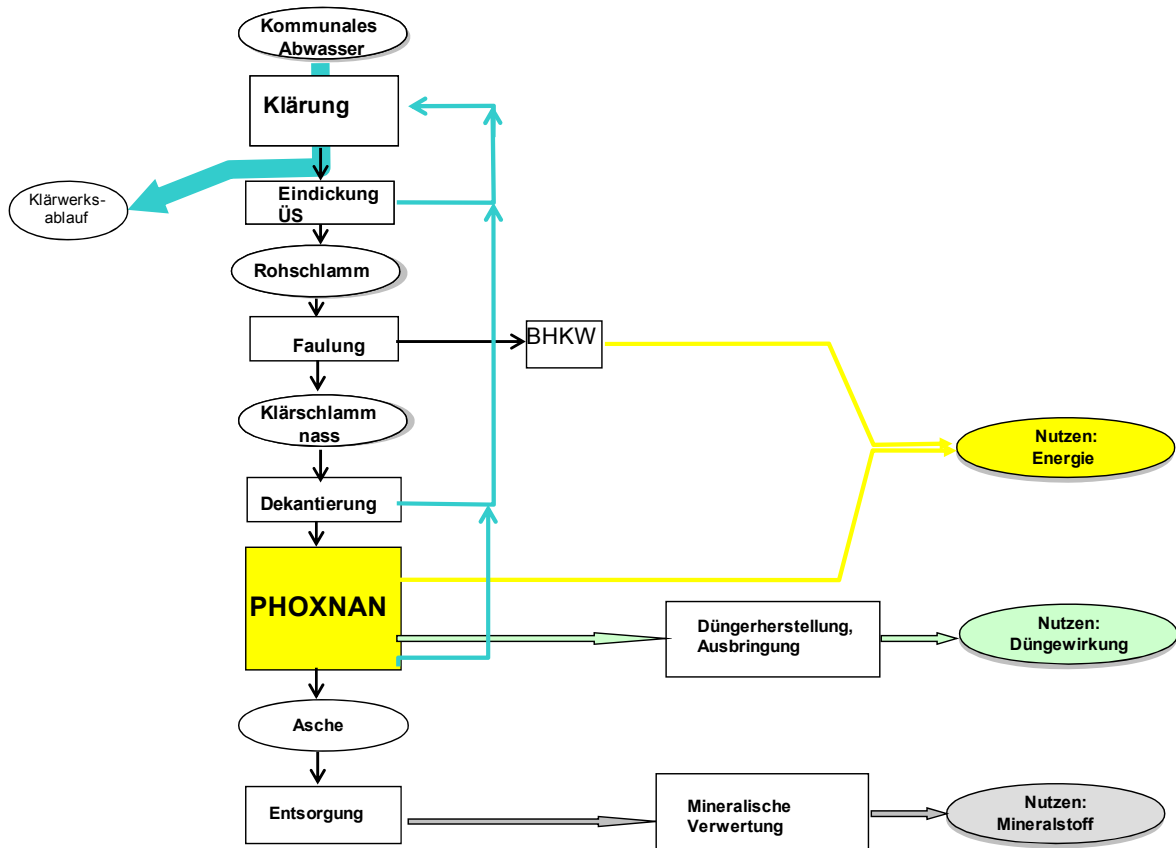 Kommunales
Abwasser
Klärung
Klärwerks-
ablauf
Eindickung
ÜS
Rohschlamm
Faulung
BHKW
Klärschlamm
nass
Nutzen:
Energie
Dekantierung
PHOXNAN
Düngerherstellung,
Ausbringung
Nutzen:
Düngewirkung
Asche
Entsorgung
Mineralische
Verwertung
Nutzen:
Mineralstoff